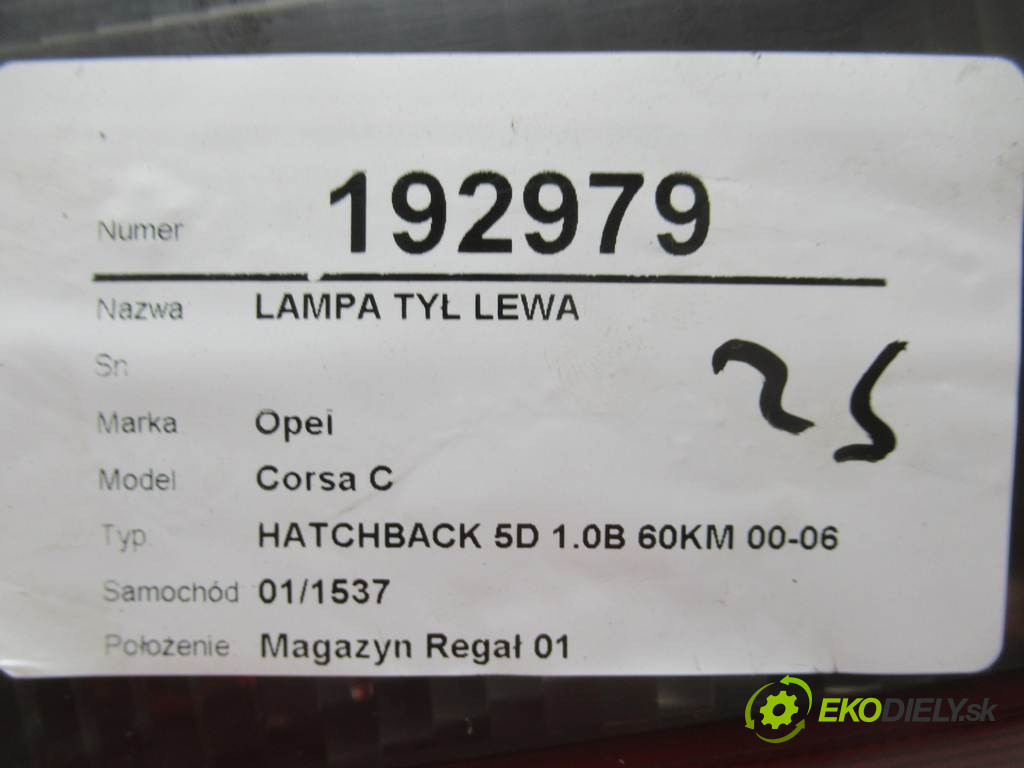 Numer 192979
Nazwa LAMPA TYŁ LEWA
Sn
25
Marka Opel
Model Corsa C
Typ HATCHBACK 5D 1.0B 60KM 00-06
Samochód 01/1537
Położenie Magazyn Regał 01
EKODIELY.sk